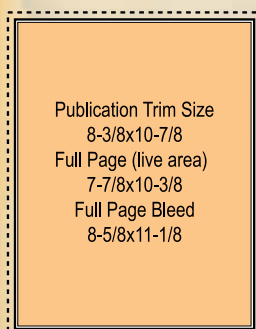 Publication Trim Size
8-3/8x10-7/8
Full Page (live area)
7-7/8x10-3/8
Full Page Bleed
8-5/8x11-1/8